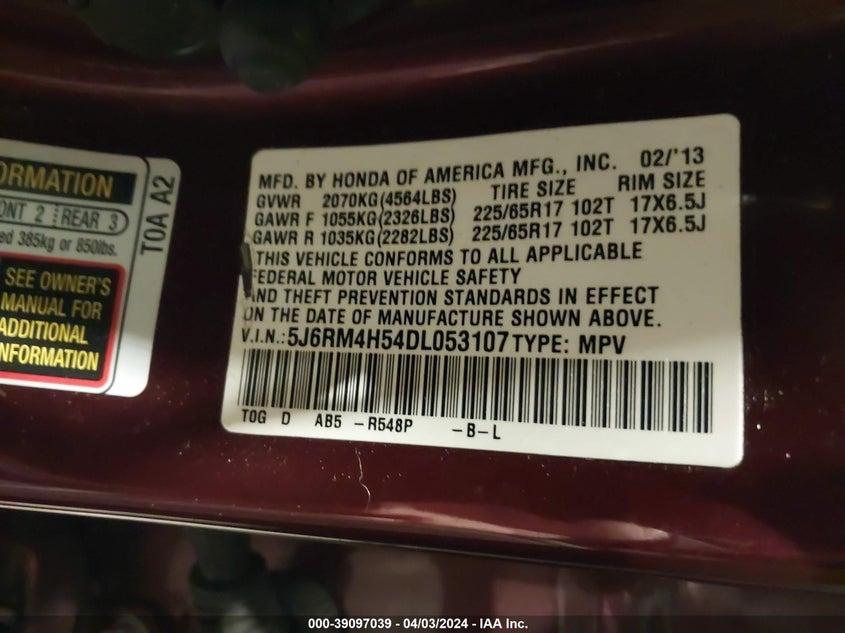 ORMATION
ONT 2 REAR 3
ed 385kg or 850lbs.
SEE OWNER'S
MANUAL FOR
ADDITIONAL
INFORMATION
T0A A2
MFD. BY HONDA OF AMERICA MFG., INC. 02/'13
GVWR 2070KG(4564LBS) TIRE SIZE RIM SIZE
GAWR F 1055KG(2326LBS) 225/65R17 102T 17X6.5J
GAWR R 1035KG(2282LBS) 225/65R17 102T 17X6.5J
THIS VEHICLE CONFORMS TO ALL APPLICABLE
FEDERAL MOTOR VEHICLE SAFETY
AND THEFT PREVENTION STANDARDS IN EFFECT
ON THE DATE OF MANUFACTURE SHOWN ABOVE.
V.I.N.:5J6RM4H54DL053107 TYPE: MPV
T0G D AB5 -R548P -B-L
000-39097039 - 04/03/2024 - IAA Inc.